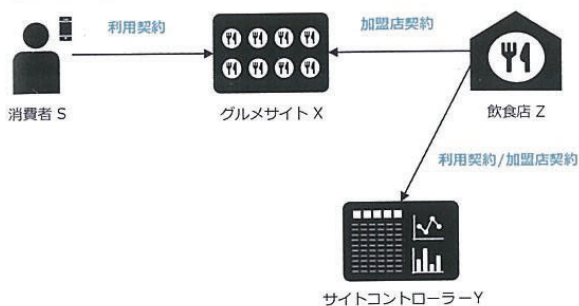 利用契約
加盟店契約
消費者 S
グルメサイト X
飲食店 Z
利用契約/加盟店契約
サイトコントローラーY